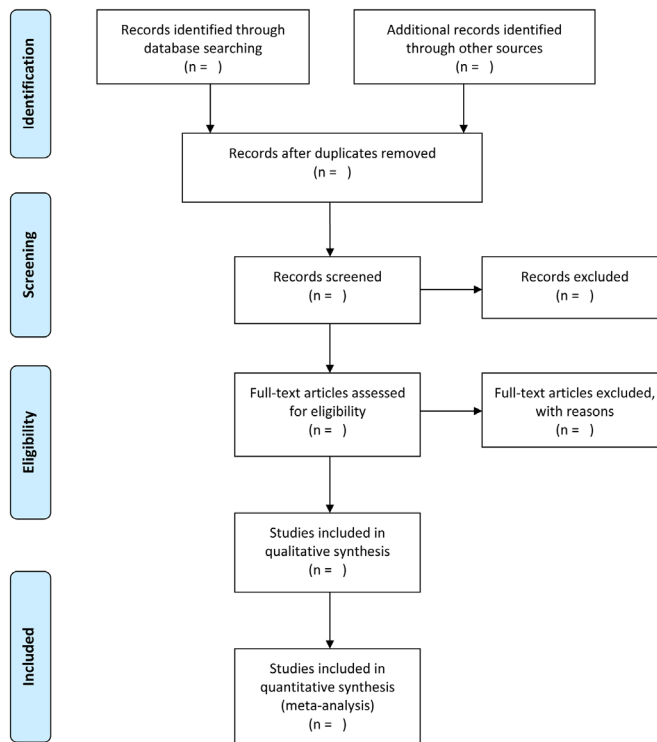 Identification
Records identified through
database searching
(n =   )
Additional records identified
through other sources
(n =   )
Records after duplicates removed
(n =   )
Screening
Records screened
(n =   )
Records excluded
(n =   )
Eligibility
Full-text articles assessed
for eligibility
(n =   )
Full-text articles excluded,
with reasons
(n =   )
Studies included in
qualitative synthesis
(n =   )
Included
Studies included in
quantitative synthesis
(meta-analysis)
(n =   )